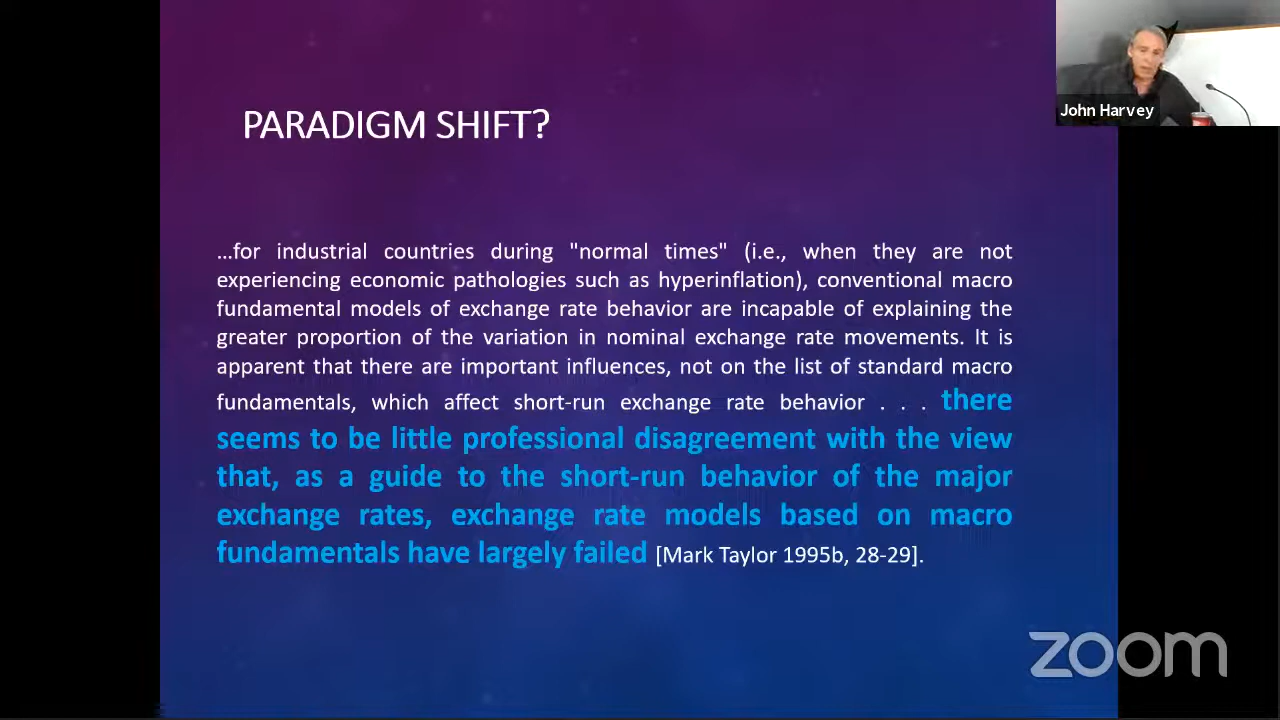 PARADIGM SHIFT?
John Harvey
…for industrial countries during "normal times" (i.e., when they are not
experiencing economic pathologies such as hyperinflation), conventional macro
fundamental models of exchange rate behavior are incapable of explaining the
greater proportion of the variation in nominal exchange rate movements. It is
apparent that there are important influences, not on the list of standard macro
fundamentals, which affect short-run exchange rate behavior . . . there
seems to be little professional disagreement with the view
that, as a guide to the short-run behavior of the major
exchange rates, exchange rate models based on macro
fundamentals have largely failed [Mark Taylor 1995b, 28-29].
zoom